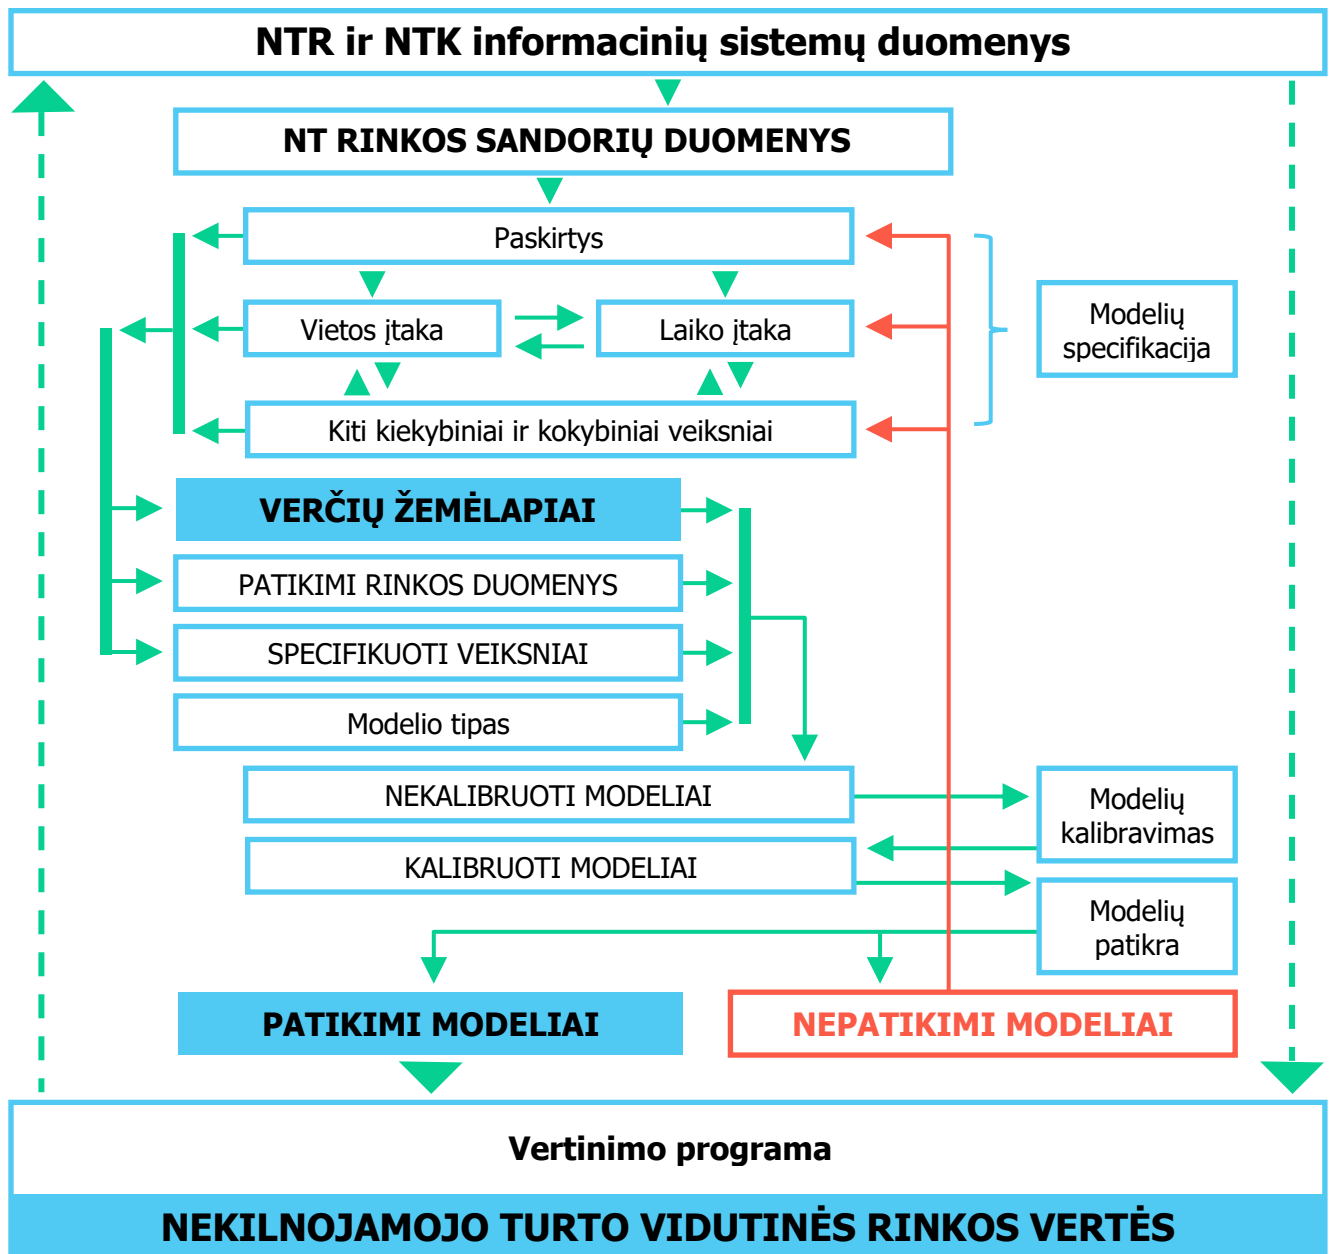 NTR ir NTK informacinių sistemų duomenys
NT RINKOS SANDORIŲ DUOMENYS
Paskirtys
Vietos įtaka
Laiko įtaka
Modelių
specifikacija
Kiti kiekybiniai ir kokybiniai veiksniai
VERČIŲ ŽEMĖLAPIAI
PATIKIMI RINKOS DUOMENYS
SPECIFIKUOTI VEIKSNIAI
Modelio tipas
NEKALIBRUOTI MODELIAI
Modelių
kalibravimas
KALIBRUOTI MODELIAI
Modelių
patikra
PATIKIMI MODELIAI
NEPATIKIMI MODELIAI
Vertinimo programa
NEKILNOJAMOJO TURTO VIDUTINĖS RINKOS VERTĖS